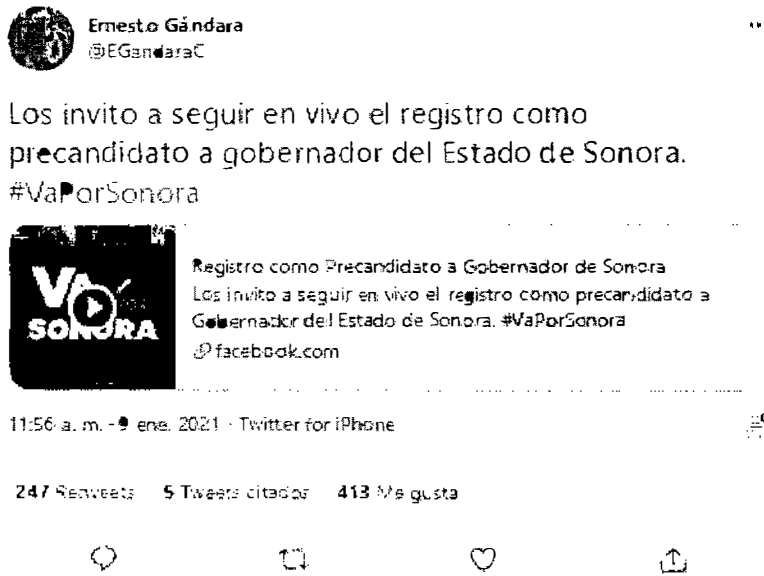 Ernesto Gándara
@EGandaraC
Los invito a seguir en vivo el registro como
precandidato a gobernador del Estado de Sonora.
#VaPorSonora
VA
SONORA
Registro como Precandidato a Gobernador de Sonora
Los invito a seguir en vivo el registro como precandidato a
Gobernador del Estado de Sonora. #VaPorSonora
facebook.com
11:56 a. m. · 9 ene. 2021 · Twitter for iPhone
247 Retweets 5 Tweets citados 413 Me gusta